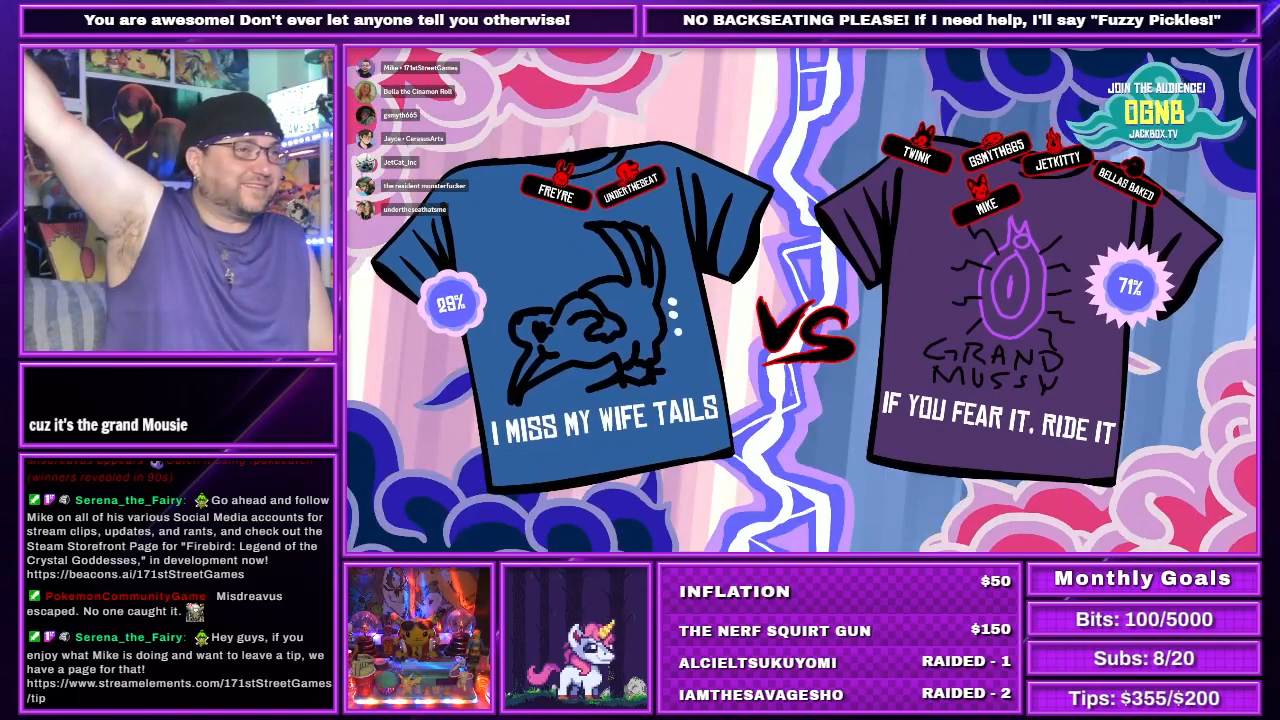 You are awesome! Don't ever let anyone tell you otherwise!
NO BACKSEATING PLEASE! If I need help, I'll say "Fuzzy Pickles!"
Mike • 171stStreetGames
Bella the Cinamon Roll
gsmyth665
Jayce • CerasusArts
JetCat_Inc
the resident monsterfucker
undertheseathatsme
JOIN THE AUDIENCE!
OGNB
JACKBOX.TV
FREYRE
UNDERTHESEAT
TWINK
GSMYTH665
JETKITTY
BELLAS BAKED
MIKE
29%
71%
VS
I MISS MY WIFE TAILS
GRAND
MUSSY
IF YOU FEAR IT, RIDE IT
cuz it's the grand Mousie
(winners revealed in 90s)
Serena_the_Fairy: Go ahead and follow
Mike on all of his various Social Media accounts for
stream clips, updates, and rants, and check out the
Steam Storefront Page for "Firebird: Legend of the
Crystal Goddesses," in development now!
https://beacons.ai/171stStreetGames
PokemonCommunityGame Misdreavus
escaped. No one caught it.
Serena_the_Fairy: Hey guys, if you
enjoy what Mike is doing and want to leave a tip, we
have a page for that!
https://www.streamelements.com/171stStreetGames
/tip
INFLATION $50
THE NERF SQUIRT GUN $150
ALCIELTSUKUYOMI RAIDED - 1
IAMTHESAVAGESHO RAIDED - 2
Monthly Goals
Bits: 100/5000
Subs: 8/20
Tips: $355/$200